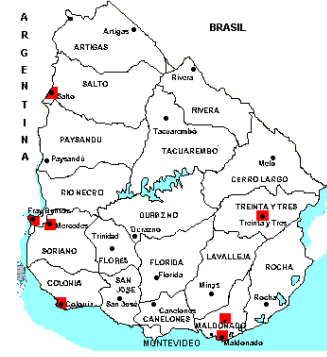 ARGENTINA
BRASIL
Artigas
ARTIGAS
Rivera
SALTO
Salto
RIVERA
Tacuarembó
PAYSANDU
TACUAREMBO
Paysandú
Melo
CERRO LARGO
RIO NEGRO
TREINTA Y TRES
Fray Bentos
Mercedes
DURAZNO
Treinta y Tres
Durazno
SORIANO
Trinidad
FLORES
FLORIDA
LAVALLEJA
ROCHA
COLONIA
Florida
SAN JOSE
Minas
Colonia
San José
Rocha
Canelones
CANELONES
MALDONADO
MONTEVIDEO
Maldonado